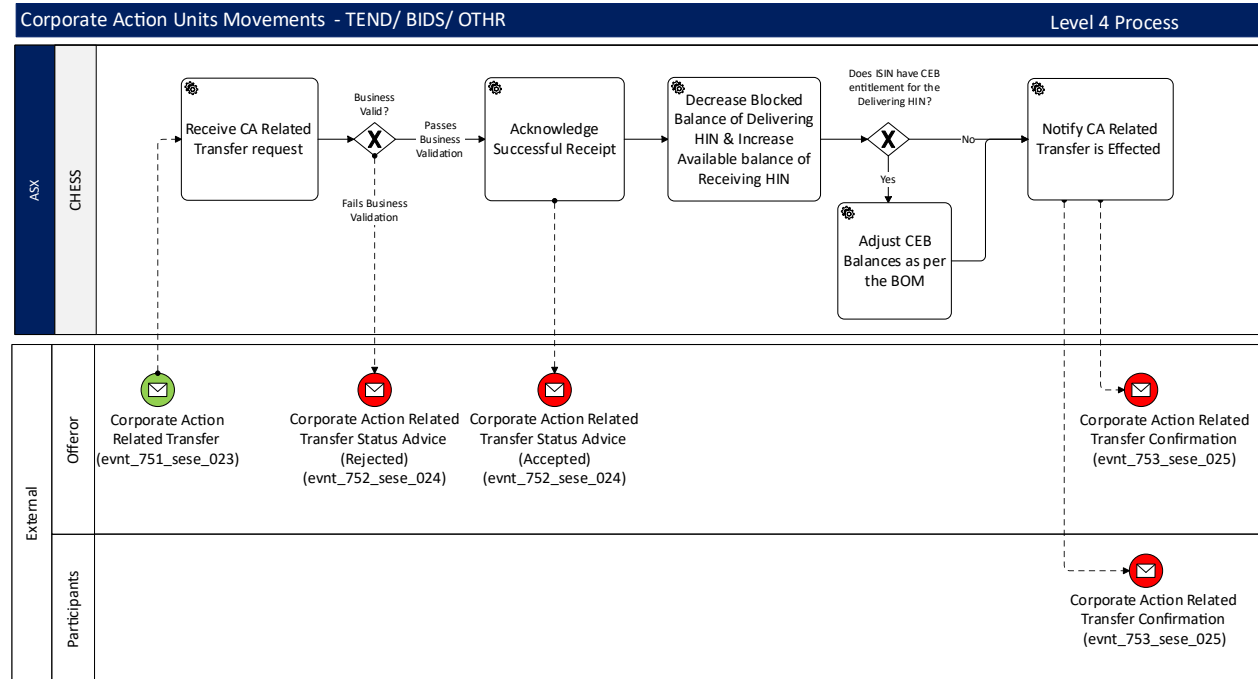 Corporate Action Units Movements - TEND/ BIDS/ OTHR
Level 4 Process
ASX
CHESS
Receive CA Related
Transfer request
Business
Valid?
X
Passes
Business
Validation
Fails Business
Validation
Acknowledge
Successful Receipt
Decrease Blocked
Balance of Delivering
HIN & Increase
Available balance of
Receiving HIN
Does ISIN have CEB
entitlement for the
Delivering HIN?
X
No
Yes
Adjust CEB
Balances as per
the BOM
Notify CA Related
Transfer is Effected
External
Offeror
Corporate Action
Related Transfer
(evnt_751_sese_023)
Corporate Action Related
Transfer Status Advice
(Rejected)
(evnt_752_sese_024)
Corporate Action Related
Transfer Status Advice
(Accepted)
(evnt_752_sese_024)
Corporate Action Related
Transfer Confirmation
(evnt_753_sese_025)
Participants
Corporate Action Related
Transfer Confirmation
(evnt_753_sese_025)